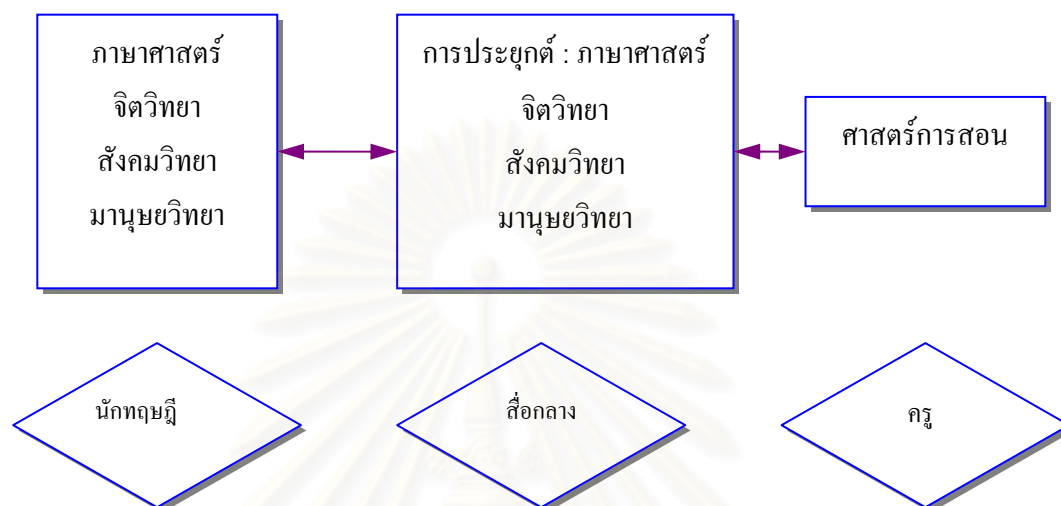 ภาษาศาสตร์
จิตวิทยา
สังคมวิทยา
มานุษยวิทยา
การประยุกต์ : ภาษาศาสตร์
จิตวิทยา
สังคมวิทยา
มานุษยวิทยา
ศาสตร์การสอน
นักทฤษฎี
สื่อกลาง
ครู